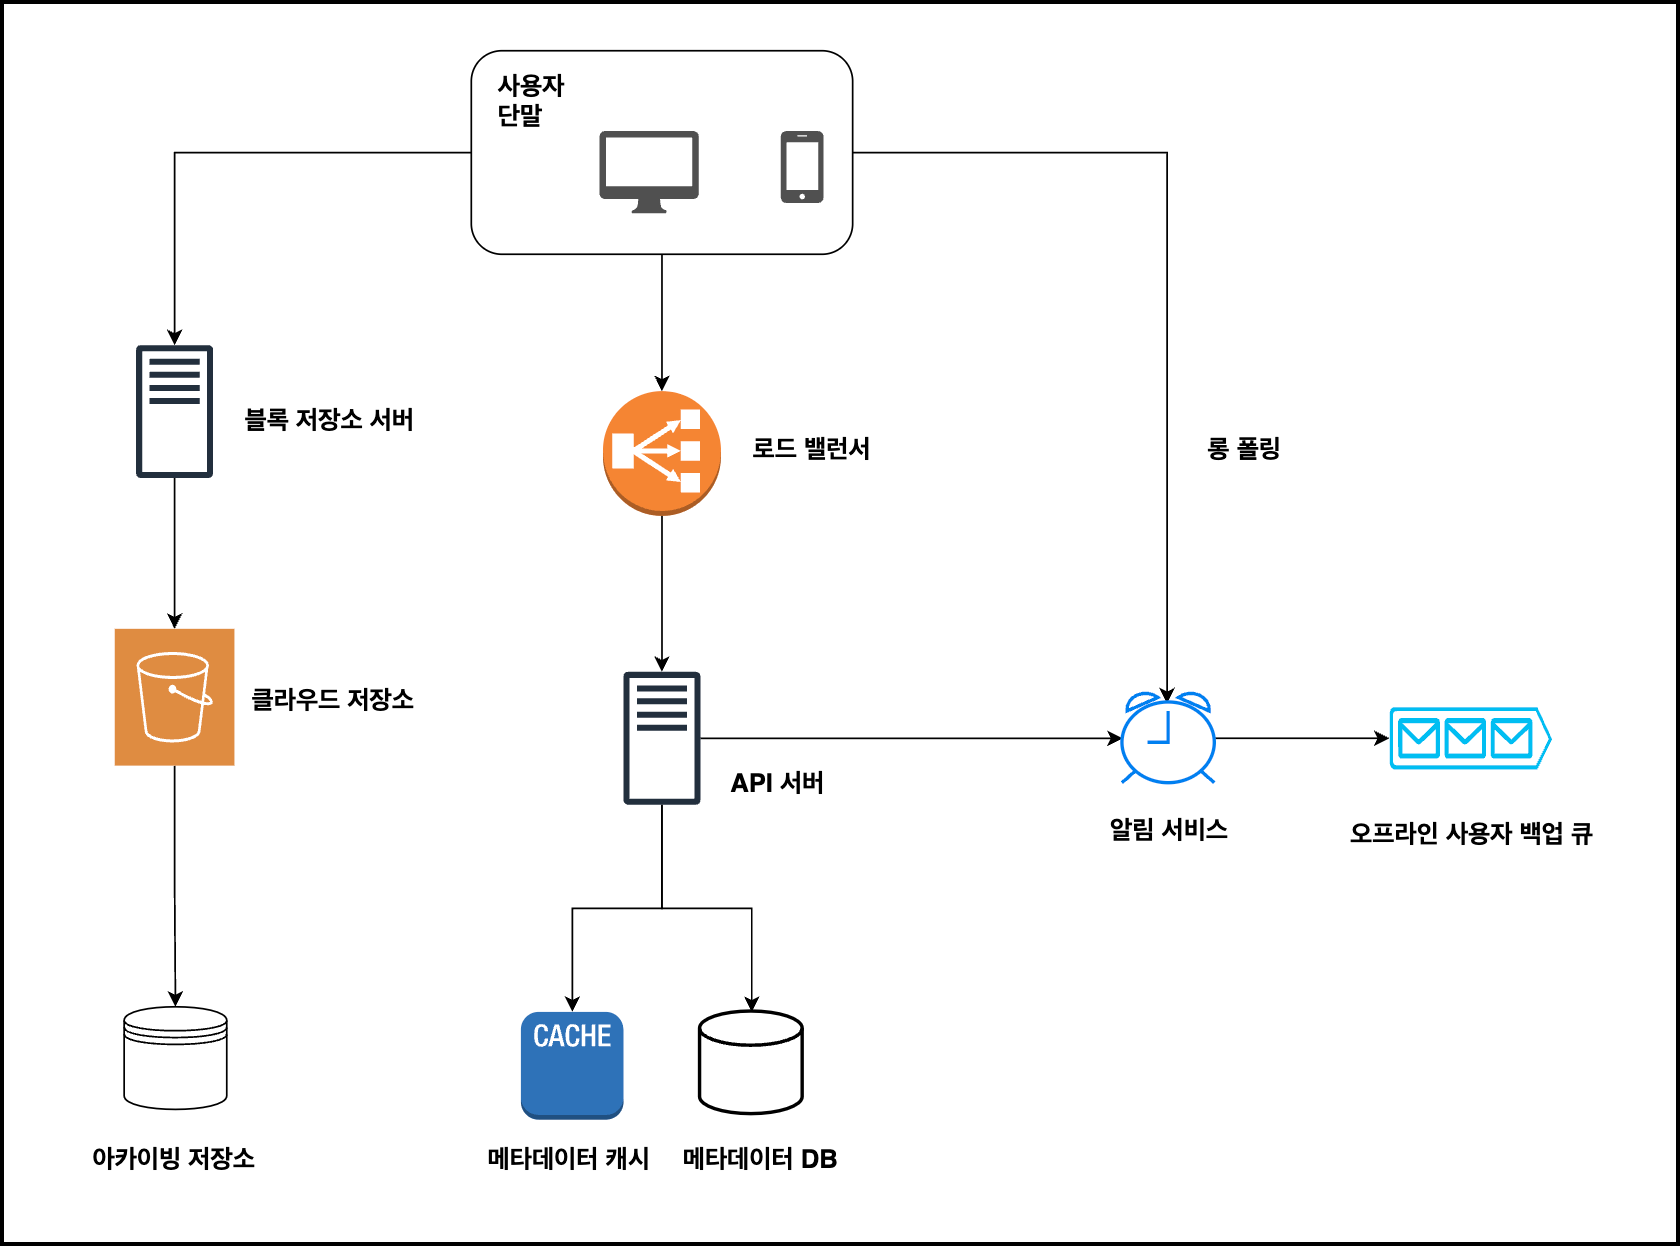 사용자
단말
블록 저장소 서버
로드 밸런서
롱 폴링
클라우드 저장소
API 서버
알림 서비스
오프라인 사용자 백업 큐
CACHE
아카이빙 저장소
메타데이터 캐시
메타데이터 DB